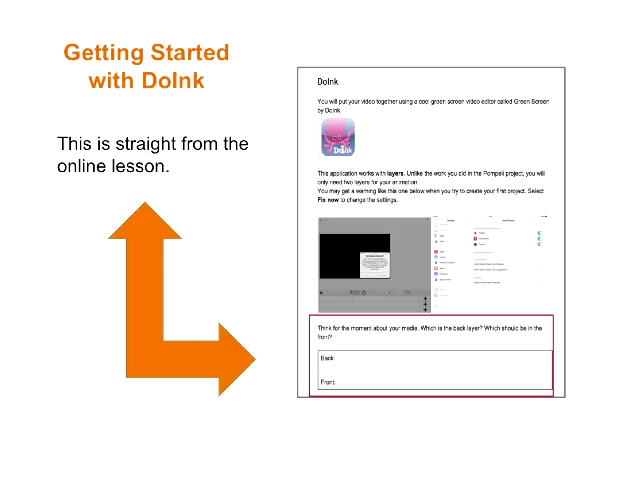 Getting Started
with DoInk
This is straight from the
online lesson.
DoInk
You will put your video together using a cool green screen video editor called Green Screen
by DoInk.
DoInk
This application works with layers. Unlike the work you did in the Pompeii project, you will
only need two layers for your animation
You may get a warning like this one below when you try to create your first project. Select
Fix now to change the settings.
Think for the moment about your media. Which is the back layer? Which should be in the
front?
Back:
Front: